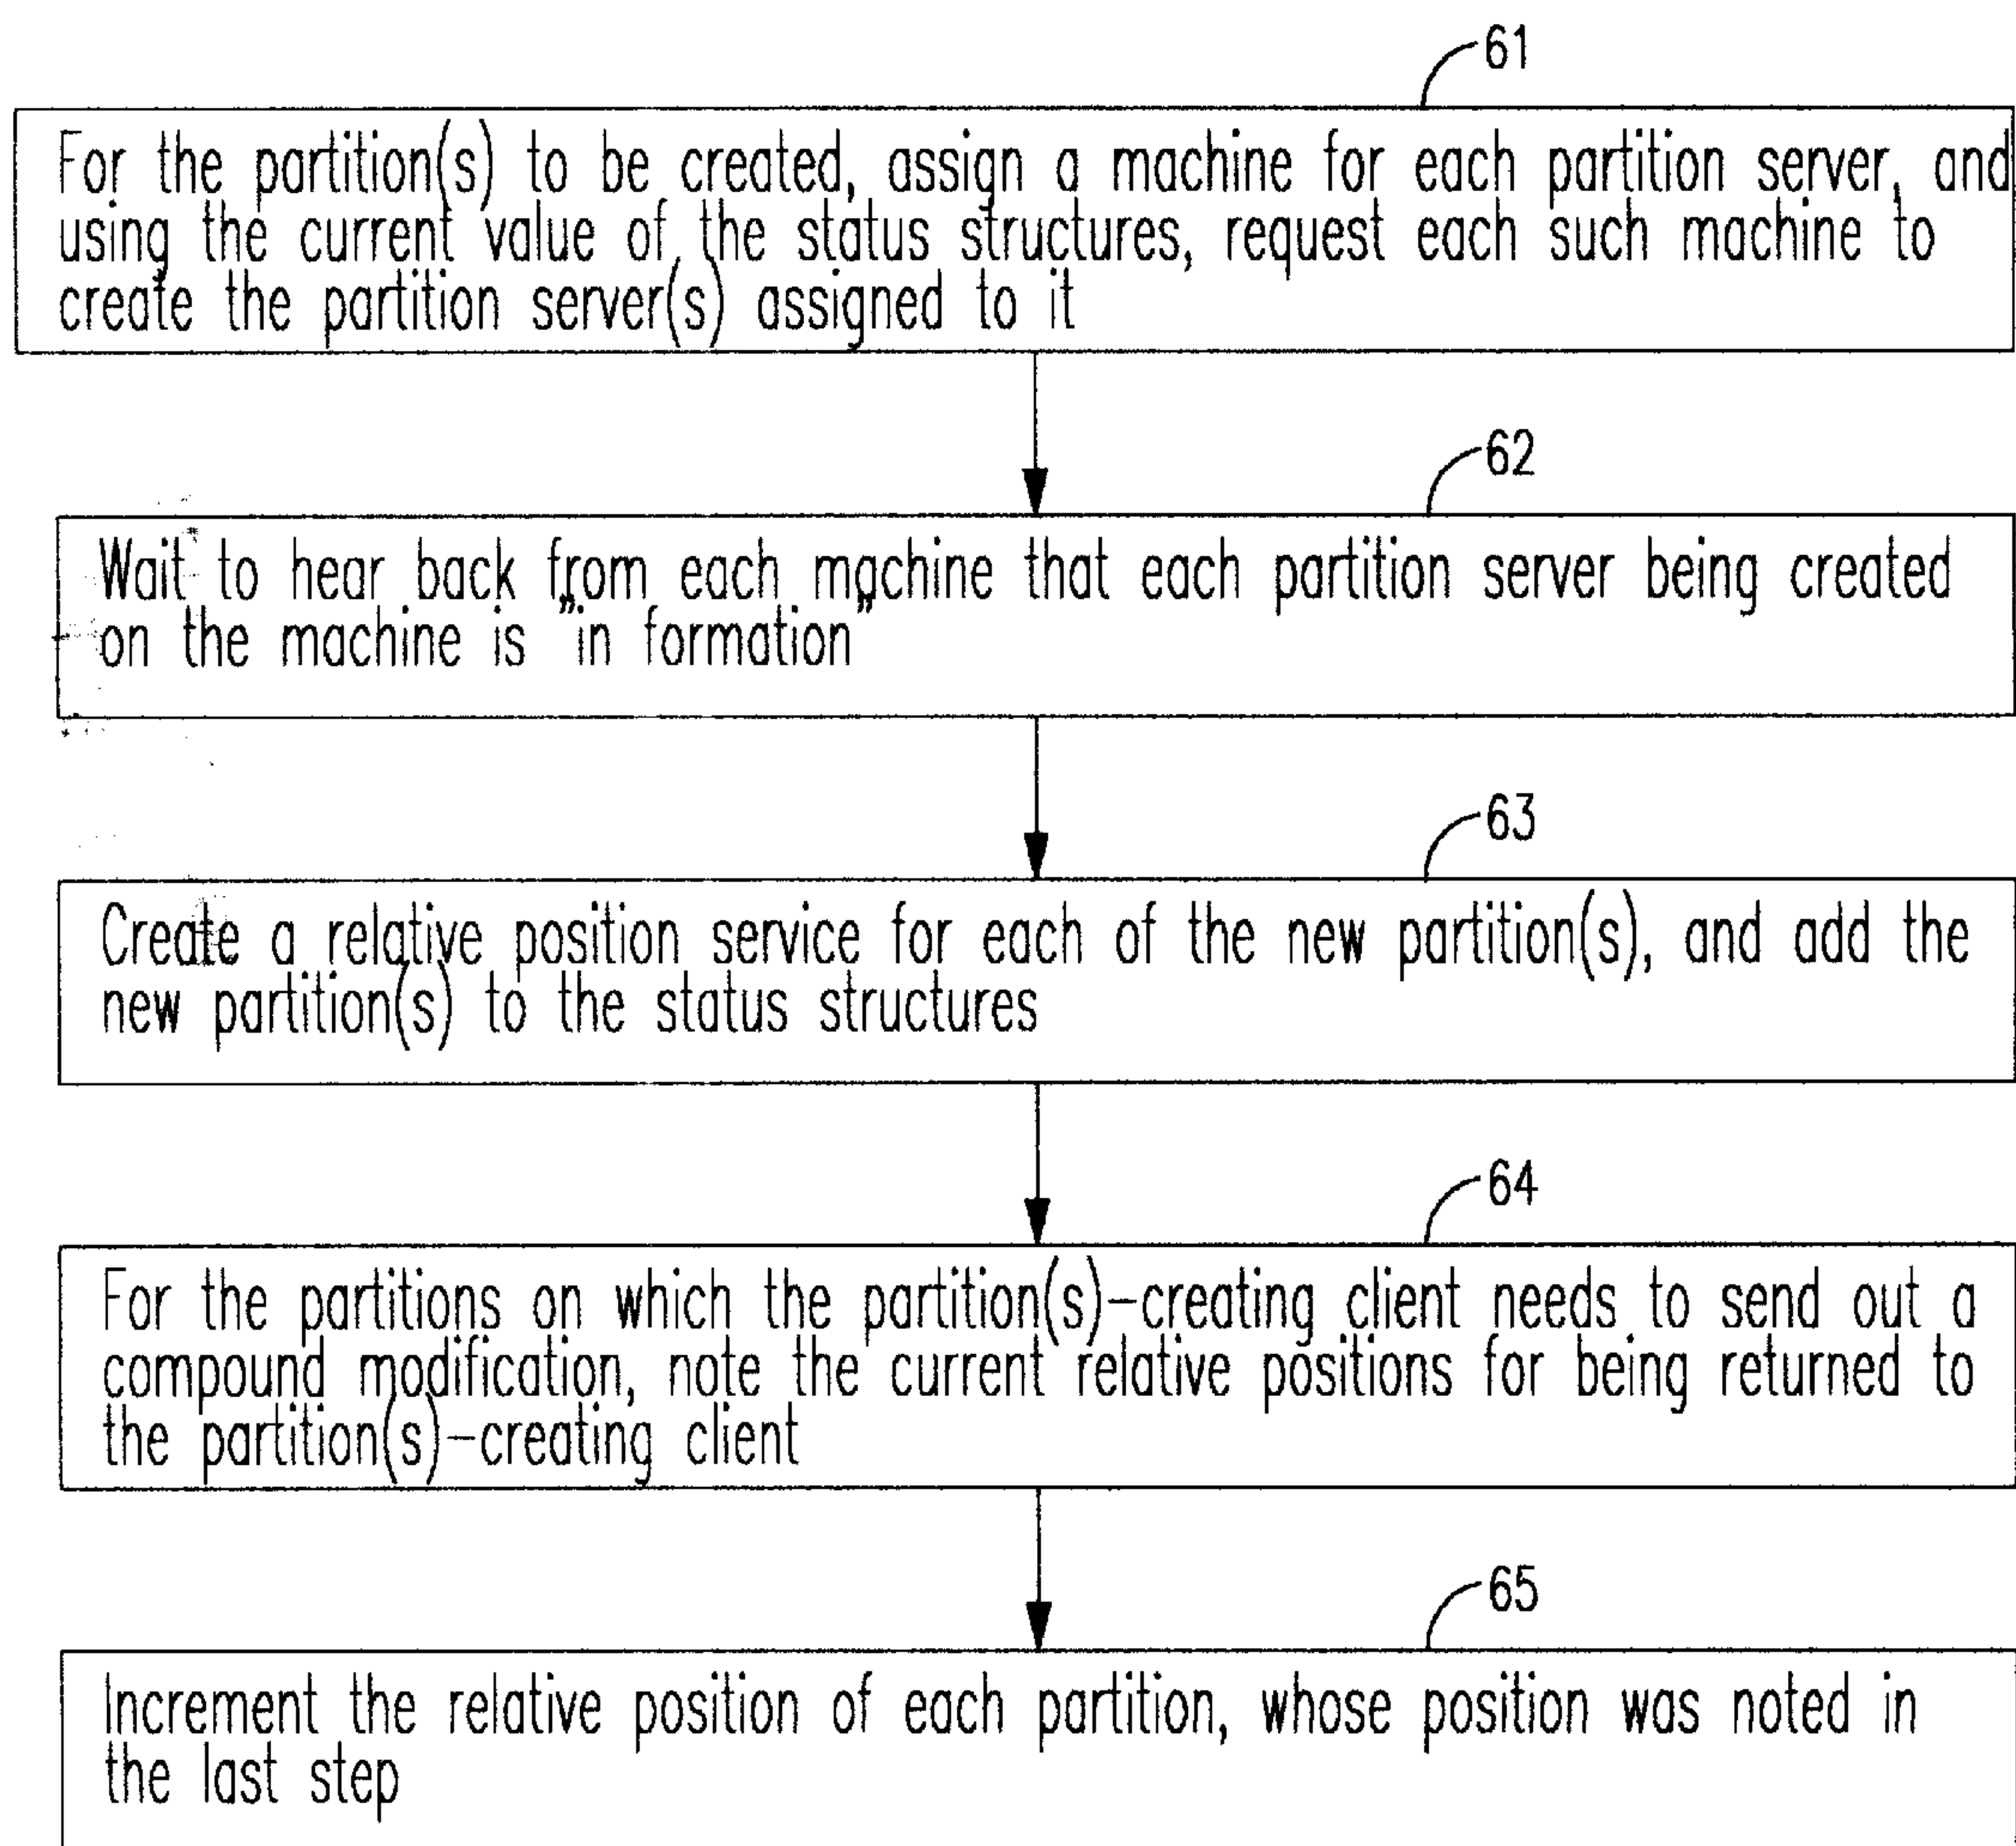 61
For the partition(s) to be created, assign a machine for each partition server, and
using the current value of the status structures, request each such machine to
create the partition server(s) assigned to it
62
Wait to hear back from each machine that each partition server being created
on the machine is "in formation"
63
Create a relative position service for each of the new partition(s), and add the
new partition(s) to the status structures
64
For the partitions on which the partition(s)-creating client needs to send out a
compound modification, note the current relative positions for being returned to
the partition(s)-creating client
65
Increment the relative position of each partition, whose position was noted in
the last step